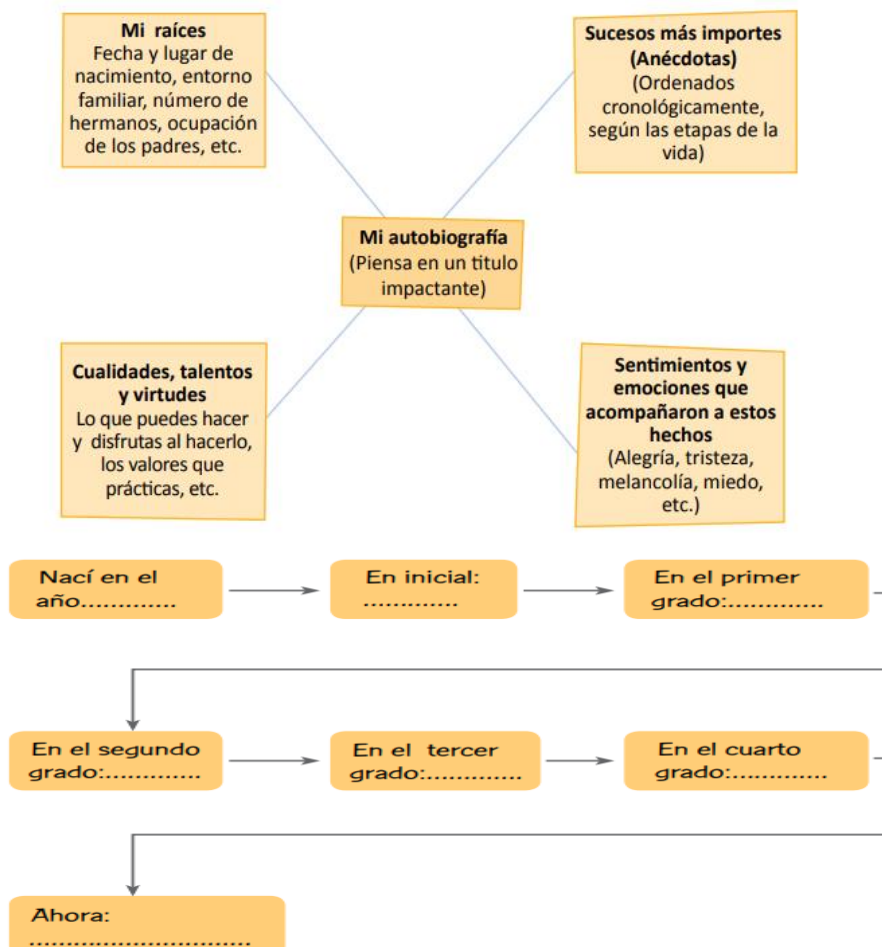 Mi raíces
Fecha y lugar de
nacimiento, entorno
familiar, número de
hermanos, ocupación
de los padres, etc.
Sucesos más importes
(Anécdotas)
(Ordenados
cronológicamente,
según las etapas de la
vida)
Mi autobiografía
(Piensa en un titulo
impactante)
Cualidades, talentos
y virtudes
Lo que puedes hacer
y disfrutas al hacerlo,
los valores que
prácticas, etc.
Sentimientos y
emociones que
acompañaron a estos
hechos
(Alegría, tristeza,
melancolía, miedo,
etc.)
Nací en el
año.............
En inicial:
.............
En el primer
grado:.............
En el segundo
grado:.............
En el tercer
grado:.............
En el cuarto
grado:.............
Ahora:
..............................